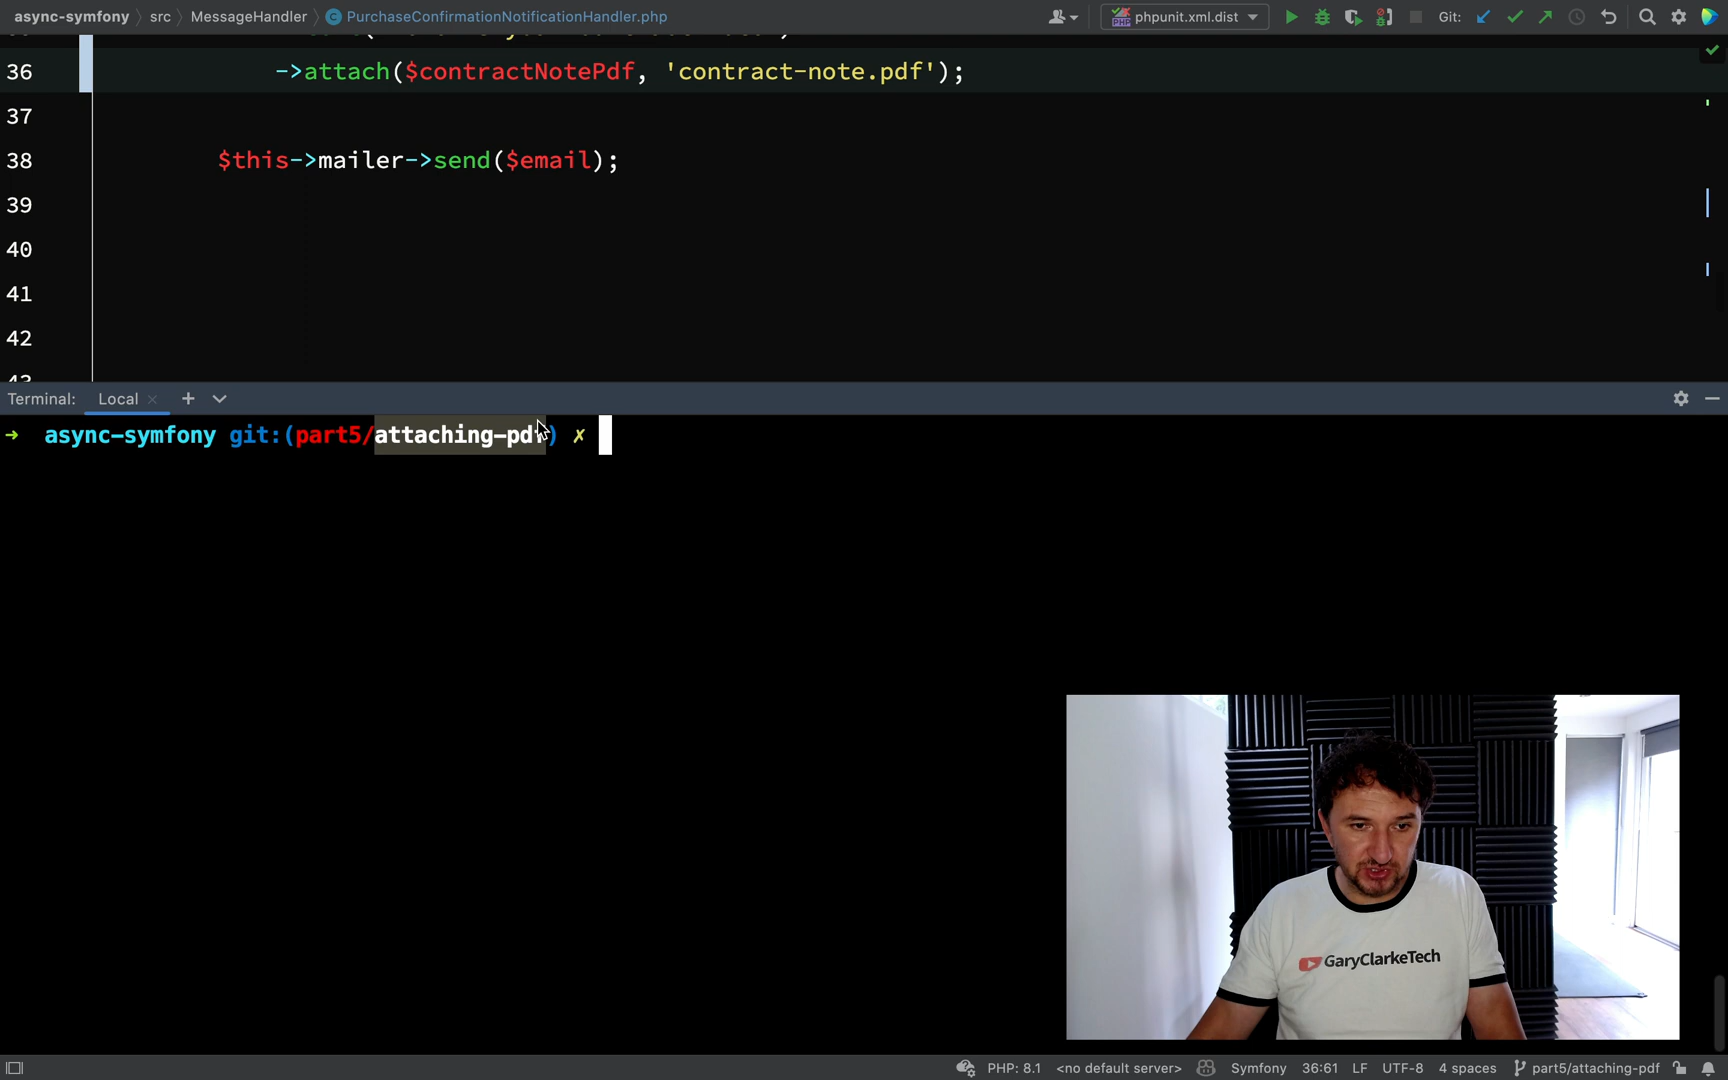 async-symfony src MessageHandler PurchaseConfirmationNotificationHandler.php phpunit.xml.dist Git:
36 ->attach($contractNotePdf, 'contract-note.pdf');
37
38 $this->mailer->send($email);
39
40
41
42
43
Terminal: Local
➜ async-symfony git:(part5/attaching-pdf) ✗
GaryClarkeTech
PHP: 8.1 <no default server> Symfony 36:61 LF UTF-8 4 spaces part5/attaching-pdf